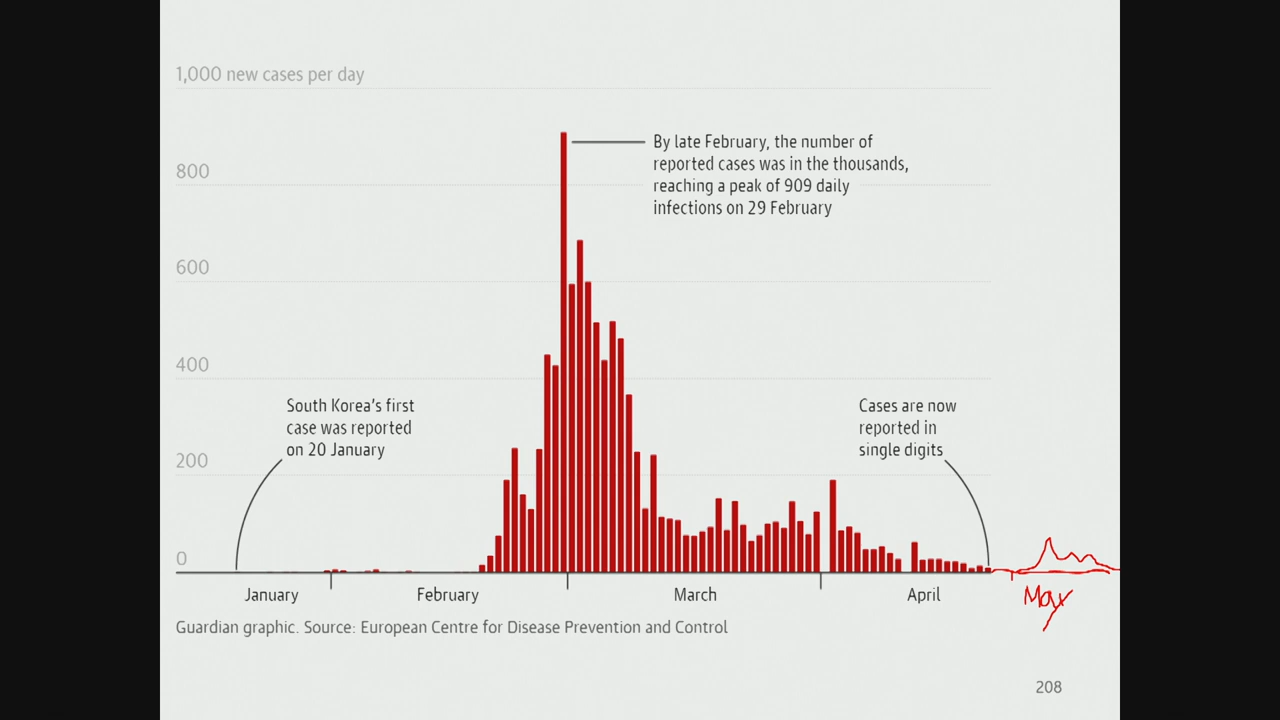 1,000 new cases per day
800
600
400
200
0
By late February, the number of
reported cases was in the thousands,
reaching a peak of 909 daily
infections on 29 February
South Korea's first
case was reported
on 20 January
Cases are now
reported in
single digits
January February March April May
Guardian graphic. Source: European Centre for Disease Prevention and Control
208